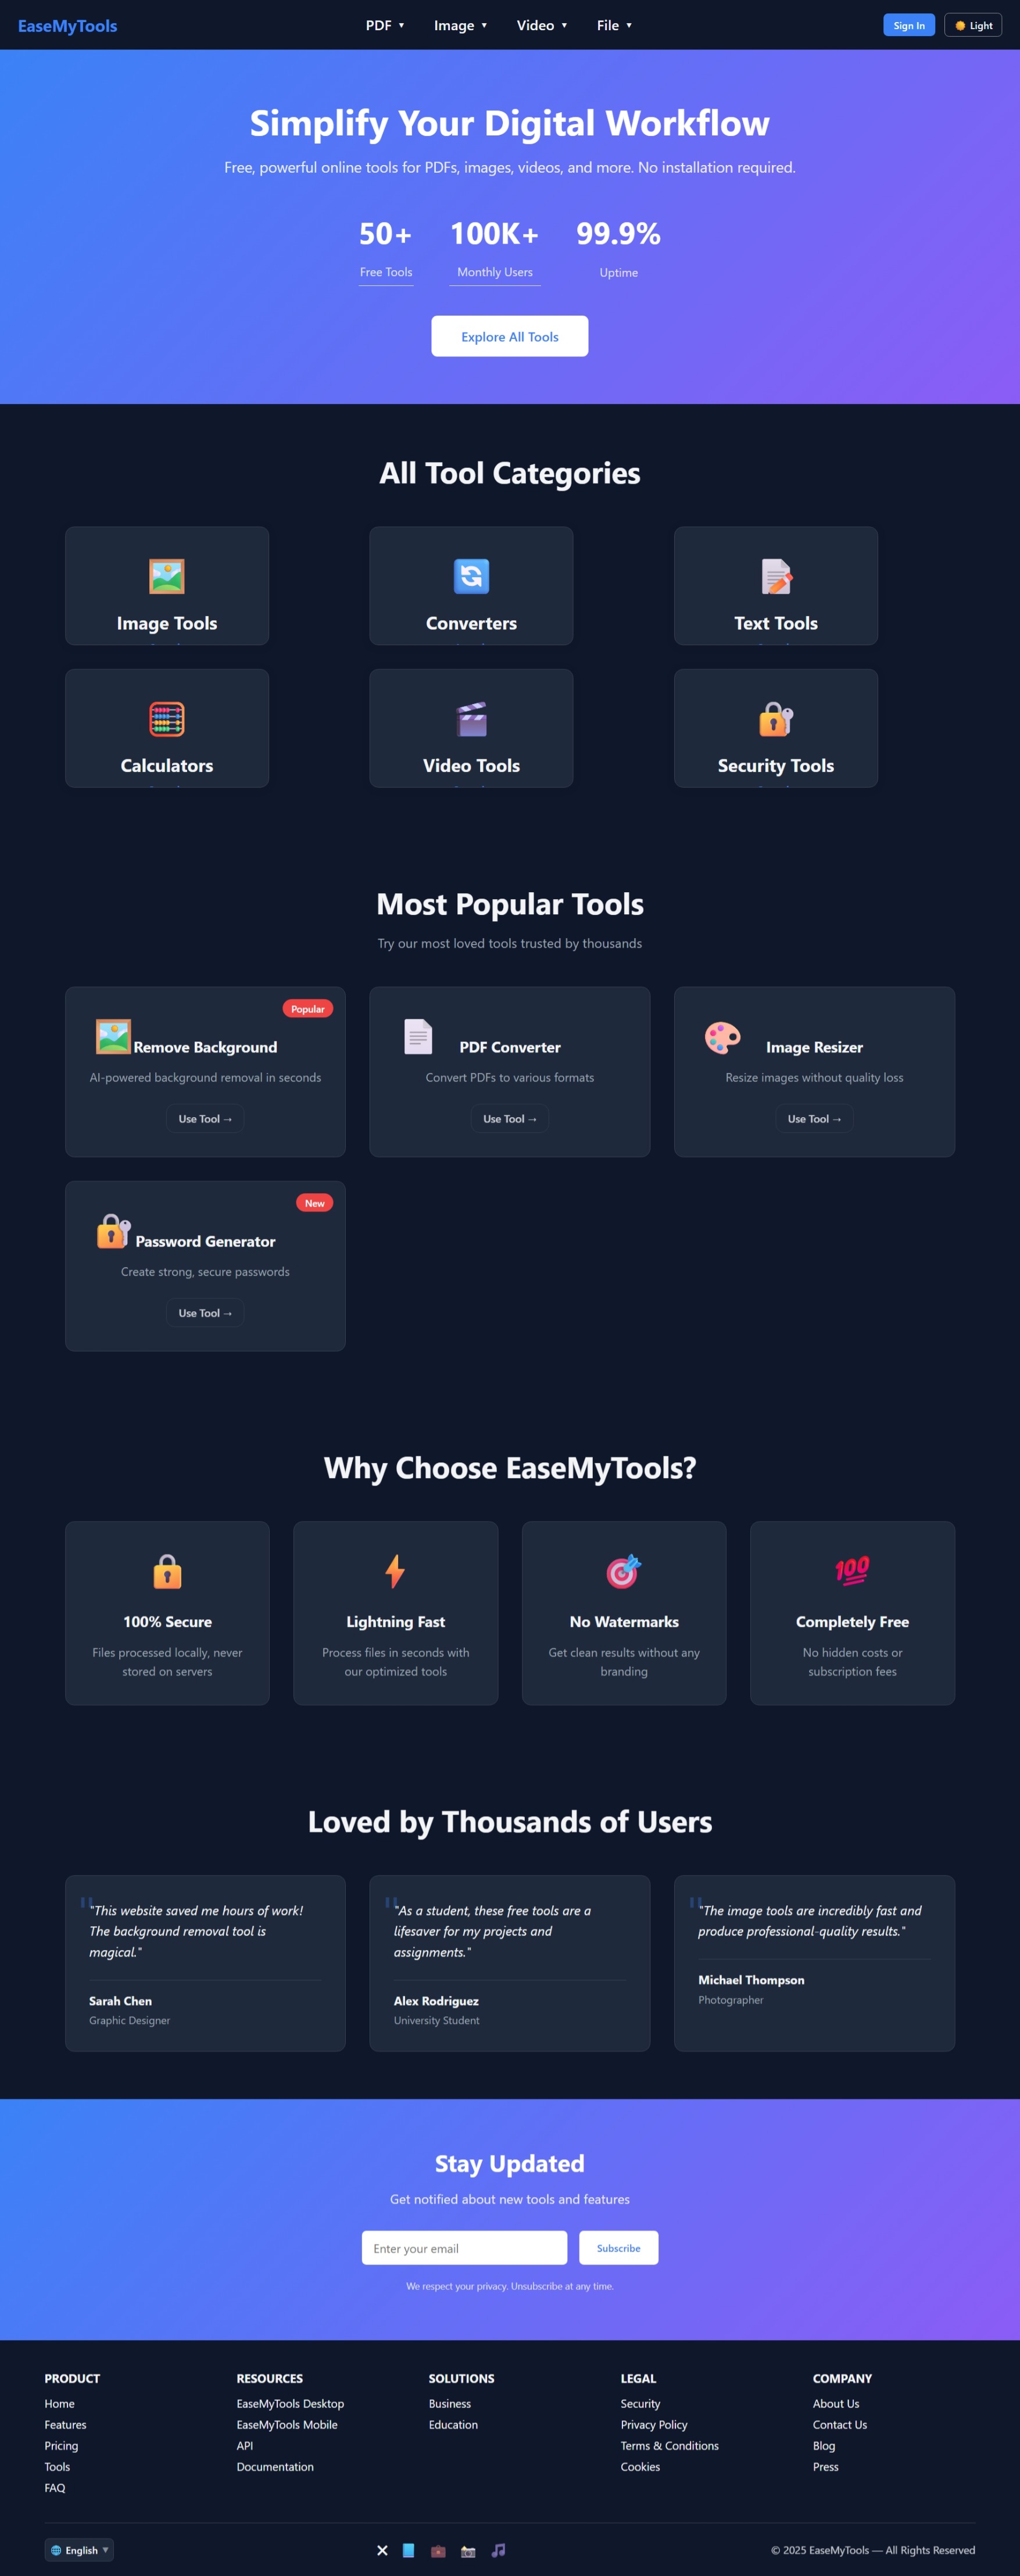 EaseMyTools
PDF ▼
Image ▼
Video ▼
File ▼
Sign In
Light
Simplify Your Digital Workflow
Free, powerful online tools for PDFs, images, videos, and more. No installation required.
50+
100K+
99.9%
Free Tools
Monthly Users
Uptime
Explore All Tools
All Tool Categories
Image Tools
Converters
Text Tools
Calculators
Video Tools
Security Tools
Most Popular Tools
Try our most loved tools trusted by thousands
Popular
Remove Background
AI-powered background removal in seconds
Use Tool →
PDF Converter
Convert PDFs to various formats
Use Tool →
Image Resizer
Resize images without quality loss
Use Tool →
New
Password Generator
Create strong, secure passwords
Use Tool →
Why Choose EaseMyTools?
100% Secure
Files processed locally, never
stored on servers
Lightning Fast
Process files in seconds with
our optimized tools
No Watermarks
Get clean results without any
branding
100
Completely Free
No hidden costs or
subscription fees
Loved by Thousands of Users
"This website saved me hours of work!
The background removal tool is
magical."
Sarah Chen
Graphic Designer
"As a student, these free tools are a
lifesaver for my projects and
assignments."
Alex Rodriguez
University Student
"The image tools are incredibly fast and
produce professional-quality results."
Michael Thompson
Photographer
Stay Updated
Get notified about new tools and features
Enter your email
Subscribe
We respect your privacy. Unsubscribe at any time.
PRODUCT
Home
Features
Pricing
Tools
FAQ
RESOURCES
EaseMyTools Desktop
EaseMyTools Mobile
API
Documentation
SOLUTIONS
Business
Education
LEGAL
Security
Privacy Policy
Terms & Conditions
Cookies
COMPANY
About Us
Contact Us
Blog
Press
English ▼
© 2025 EaseMyTools — All Rights Reserved